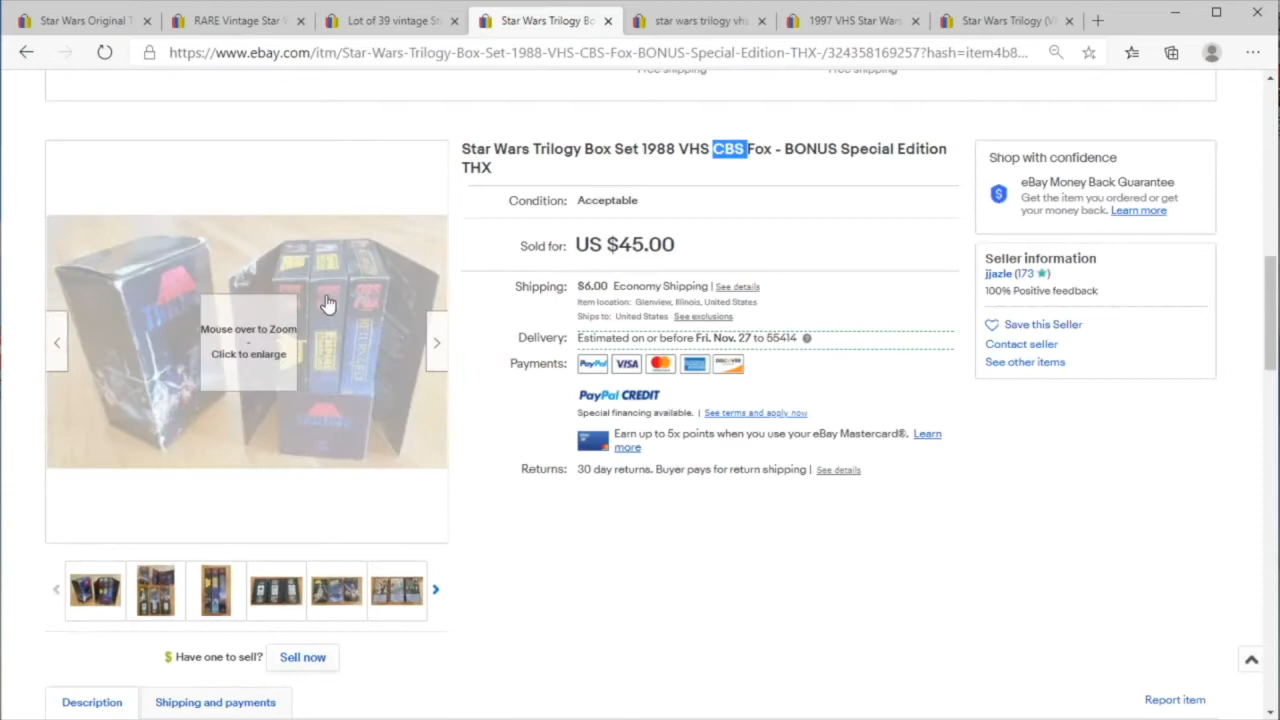 Star Wars Original T
RARE Vintage Star W
Lot of 39 vintage St
Star Wars Trilogy Bo
star wars trilogy vhs
1997 VHS Star Wars
Star Wars Trilogy (V
https://www.ebay.com/itm/Star-Wars-Trilogy-Box-Set-1988-VHS-CBS-Fox-BONUS-Special-Edition-THX-/324358169257?hash=item4b8...
Free shipping
Free shipping
Star Wars Trilogy Box Set 1988 VHS CBS Fox - BONUS Special Edition
THX
Condition: Acceptable
Sold for: US $45.00
Shipping: $6.00 Economy Shipping | See details
Item location: Glenview, Illinois, United States
Ships to: United States See exclusions
Delivery: Estimated on or before Fri. Nov. 27 to 55414
Payments: PayPal VISA MasterCard AMERICAN EXPRESS DISCOVER
PayPal CREDIT
Special financing available. | See terms and apply now
Earn up to 5x points when you use your eBay Mastercard®. Learn
more
Returns: 30 day returns. Buyer pays for return shipping | See details
Shop with confidence
eBay Money Back Guarantee
Get the item you ordered or get
your money back. Learn more
Seller information
jjazle (173 )
100% Positive feedback
Save this Seller
Contact seller
See other items
Mouse over to Zoom
-
Click to enlarge
$ Have one to sell? Sell now
Description
Shipping and payments
Report item